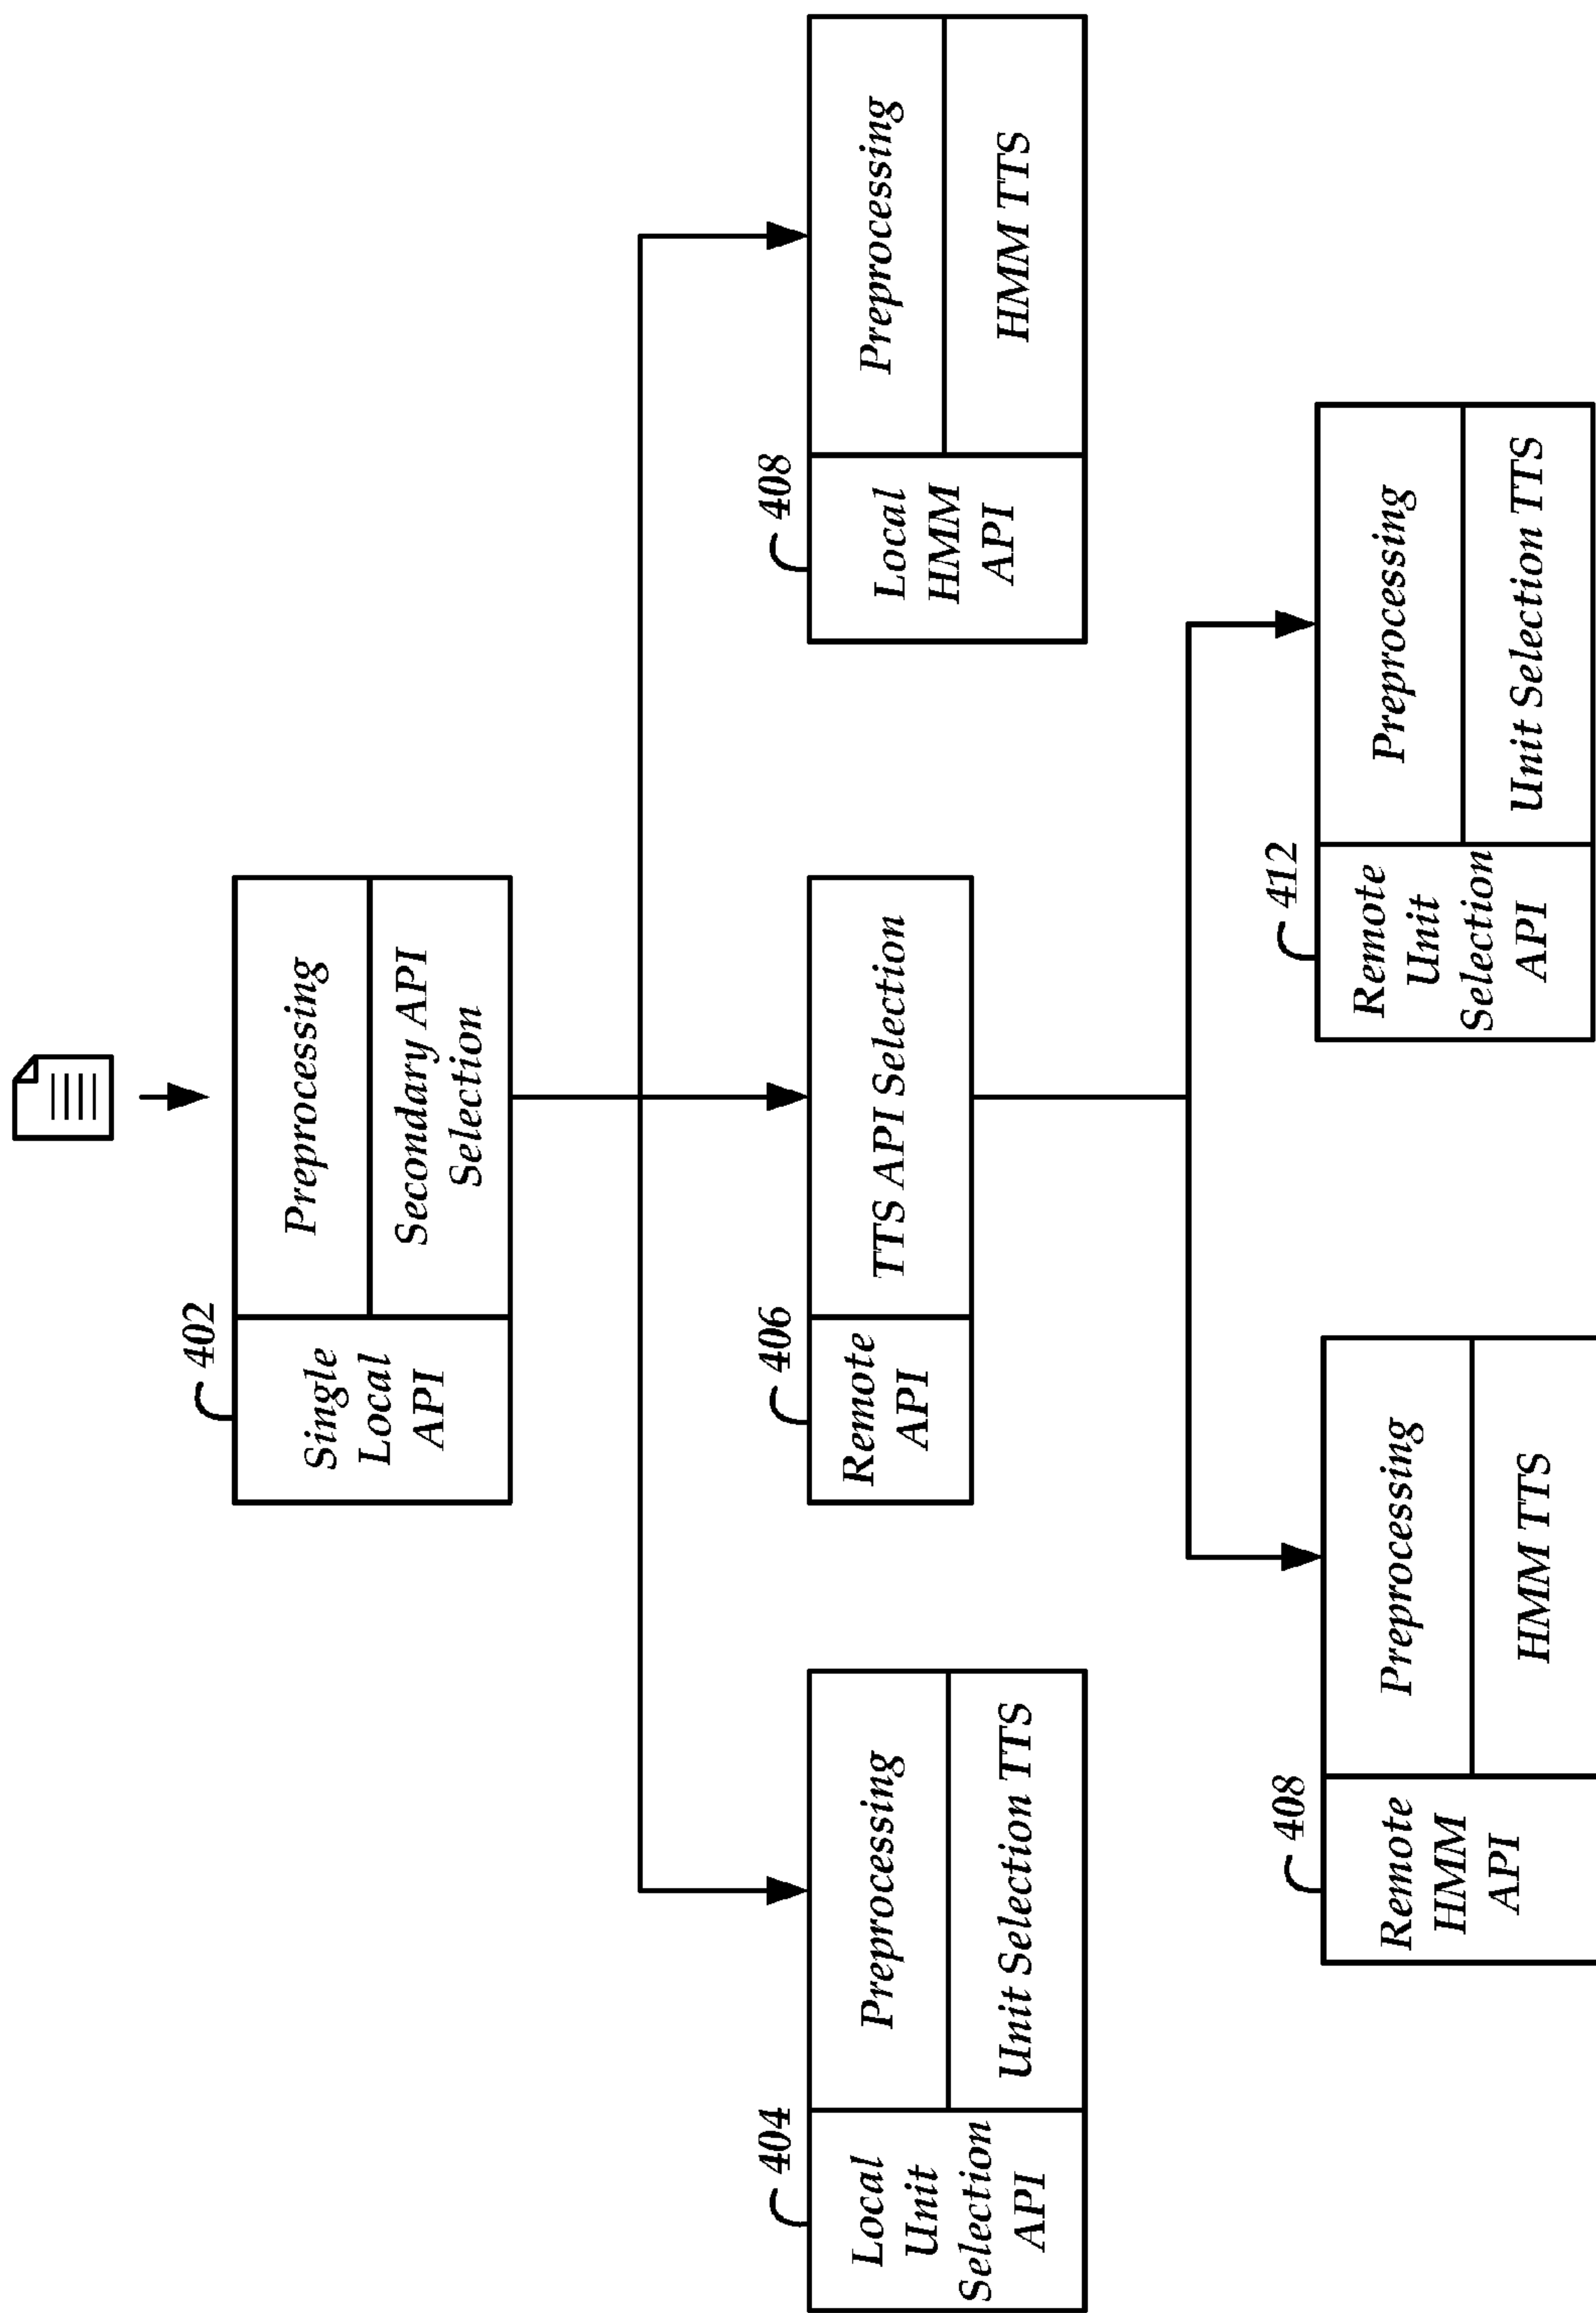 402
Single
Local
API
Preprocessing
Secondary API
Selection
404
Local
Unit
Selection
API
Preprocessing
Unit Selection TTS
406
Remote
API
TTS API Selection
408
Local
HMM
API
Preprocessing
HMM TTS
408
Remote
HMM
API
Preprocessing
HMM TTS
412
Remote
Unit
Selection
API
Preprocessing
Unit Selection TTS